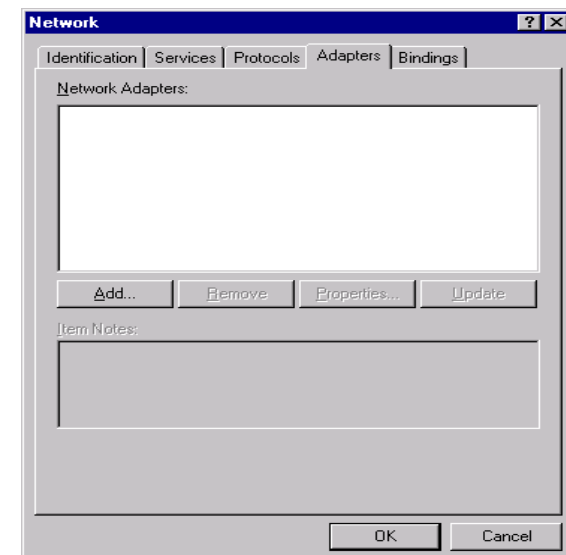 Network
Identification Services Protocols Adapters Bindings
Network Adapters:
Add... Remove Properties... Update
Item Notes:
OK Cancel